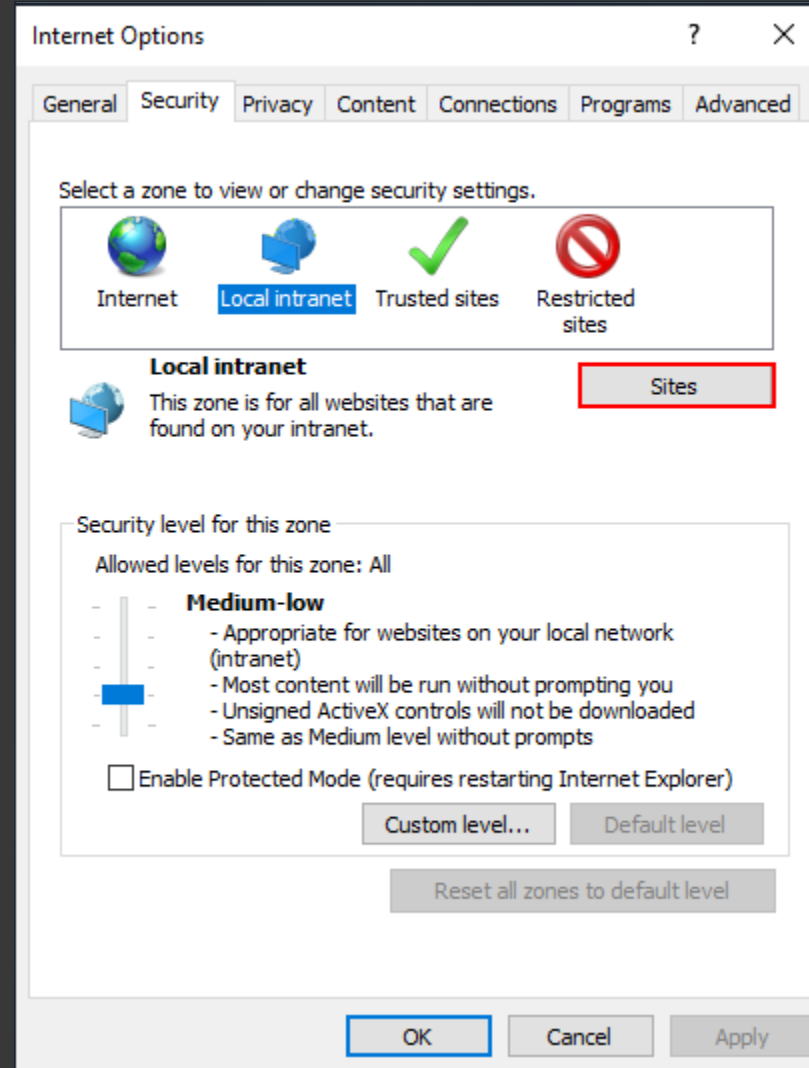 Internet Options
?
General Security Privacy Content Connections Programs Advanced
Select a zone to view or change security settings.
Internet
Local intranet
Trusted sites
Restricted
sites
Local intranet
This zone is for all websites that are
found on your intranet.
Sites
Security level for this zone
Allowed levels for this zone: All
Medium-low
- Appropriate for websites on your local network
(intranet)
- Most content will be run without prompting you
- Unsigned ActiveX controls will not be downloaded
- Same as Medium level without prompts
Enable Protected Mode (requires restarting Internet Explorer)
Custom level... Default level
Reset all zones to default level
OK Cancel Apply